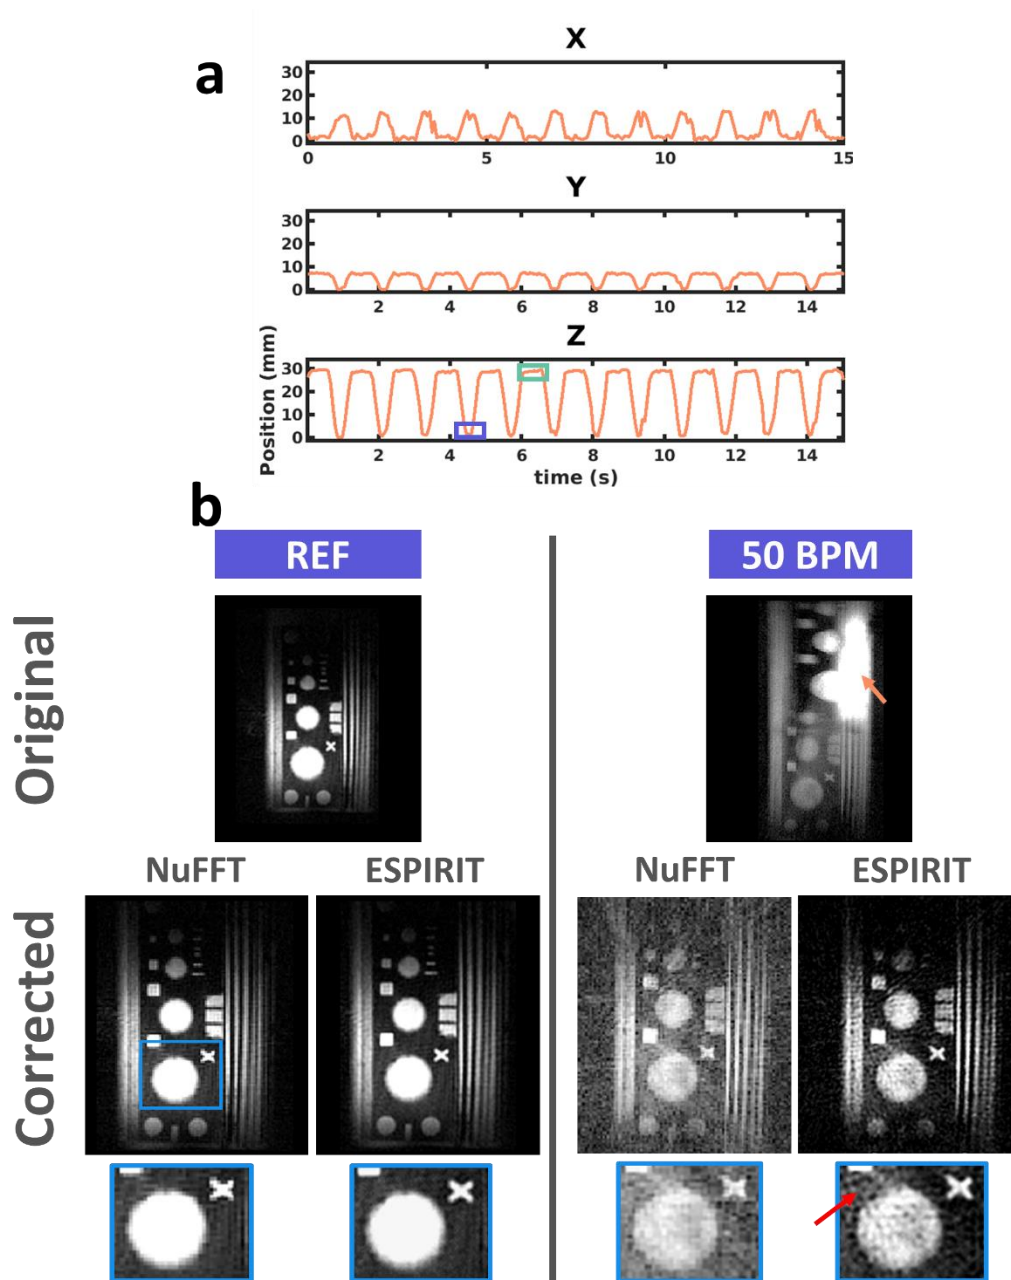 a
X
30
20
10
0
0 5 10 15
Y
30
20
10
0
2 4 6 8 10 12 14
Z
Position (mm)
30
20
10
0
2 4 6 8 10 12 14
time (s)
b
REF 50 BPM
Original
NuFFT ESPIRIT NuFFT ESPIRIT
Corrected